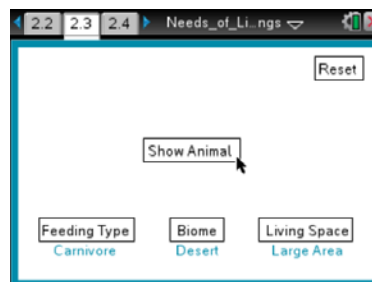 2.2 2.3 2.4 Needs_of_Li…ngs
Reset
Show Animal
Feeding Type Biome Living Space
Carnivore Desert Large Area